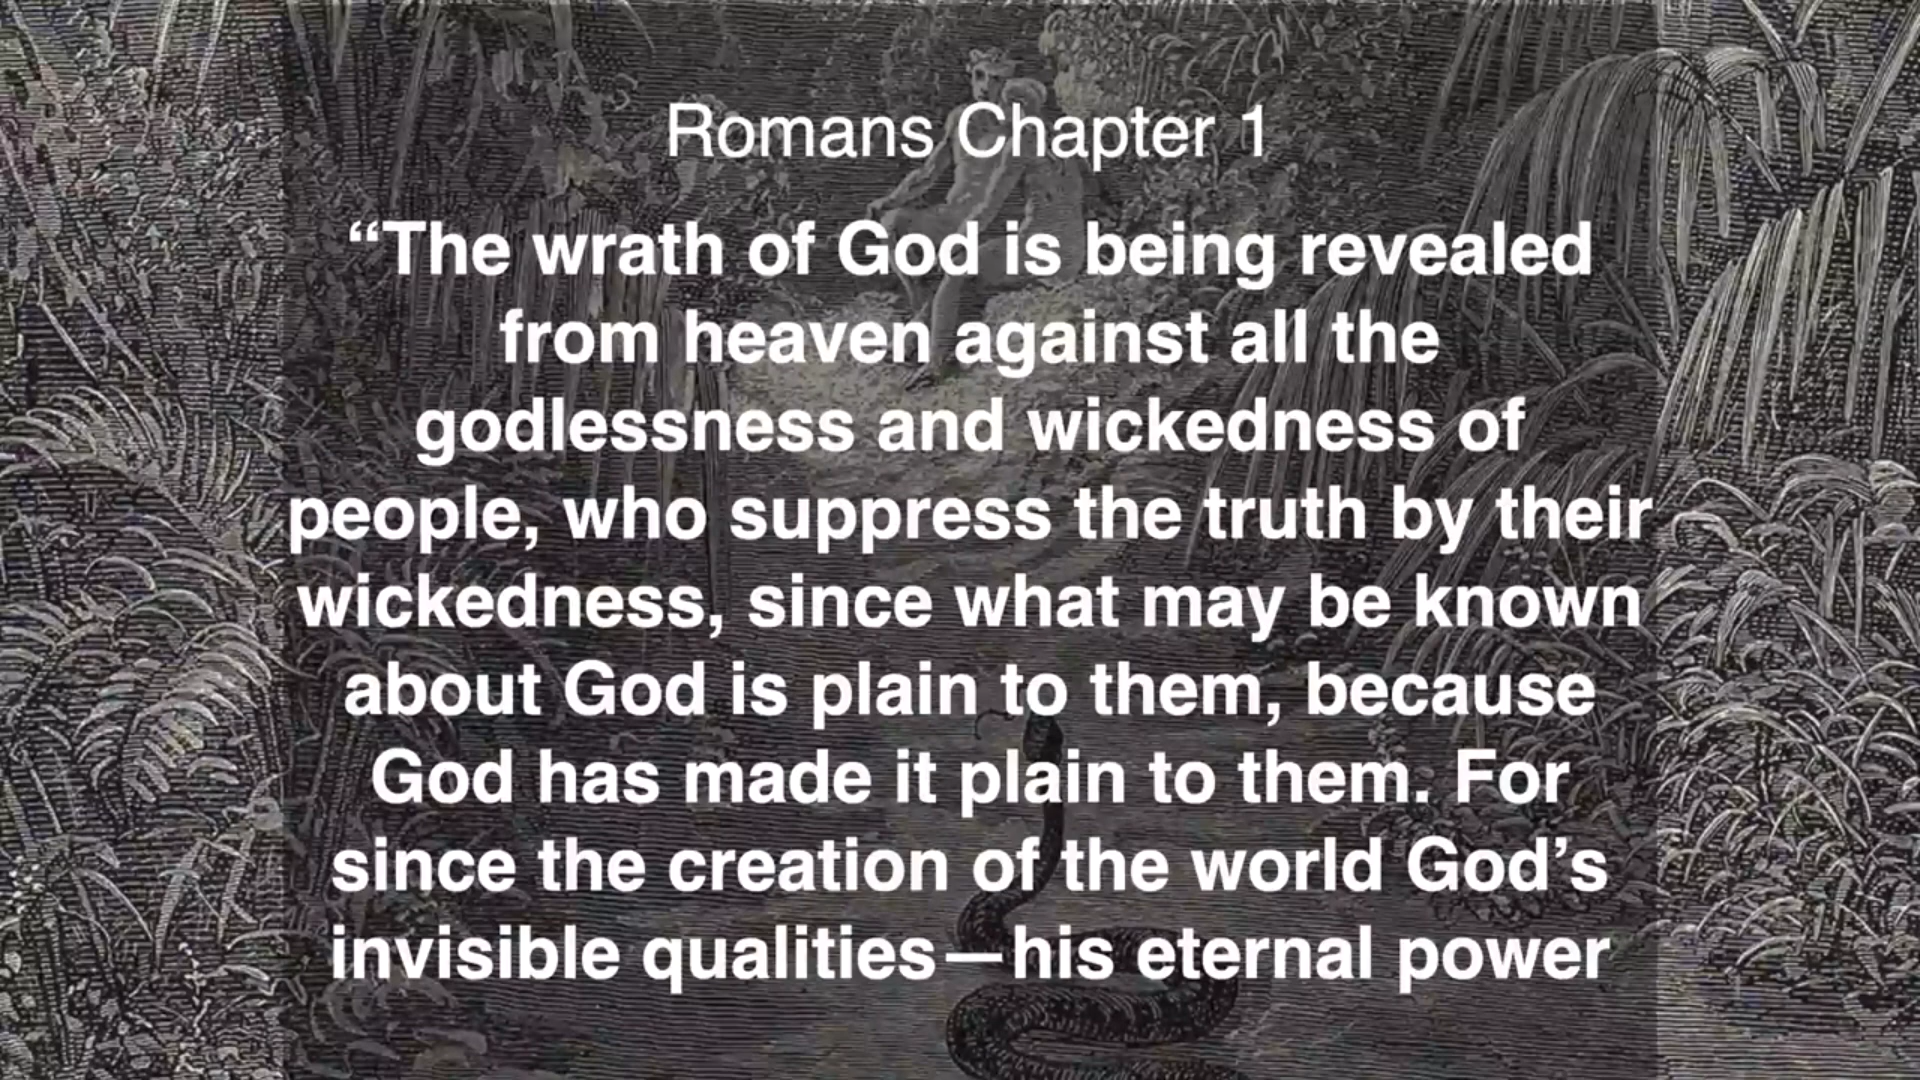 Romans Chapter 1
“The wrath of God is being revealed
from heaven against all the
godlessness and wickedness of
people, who suppress the truth by their
wickedness, since what may be known
about God is plain to them, because
God has made it plain to them. For
since the creation of the world God’s
invisible qualities—his eternal power